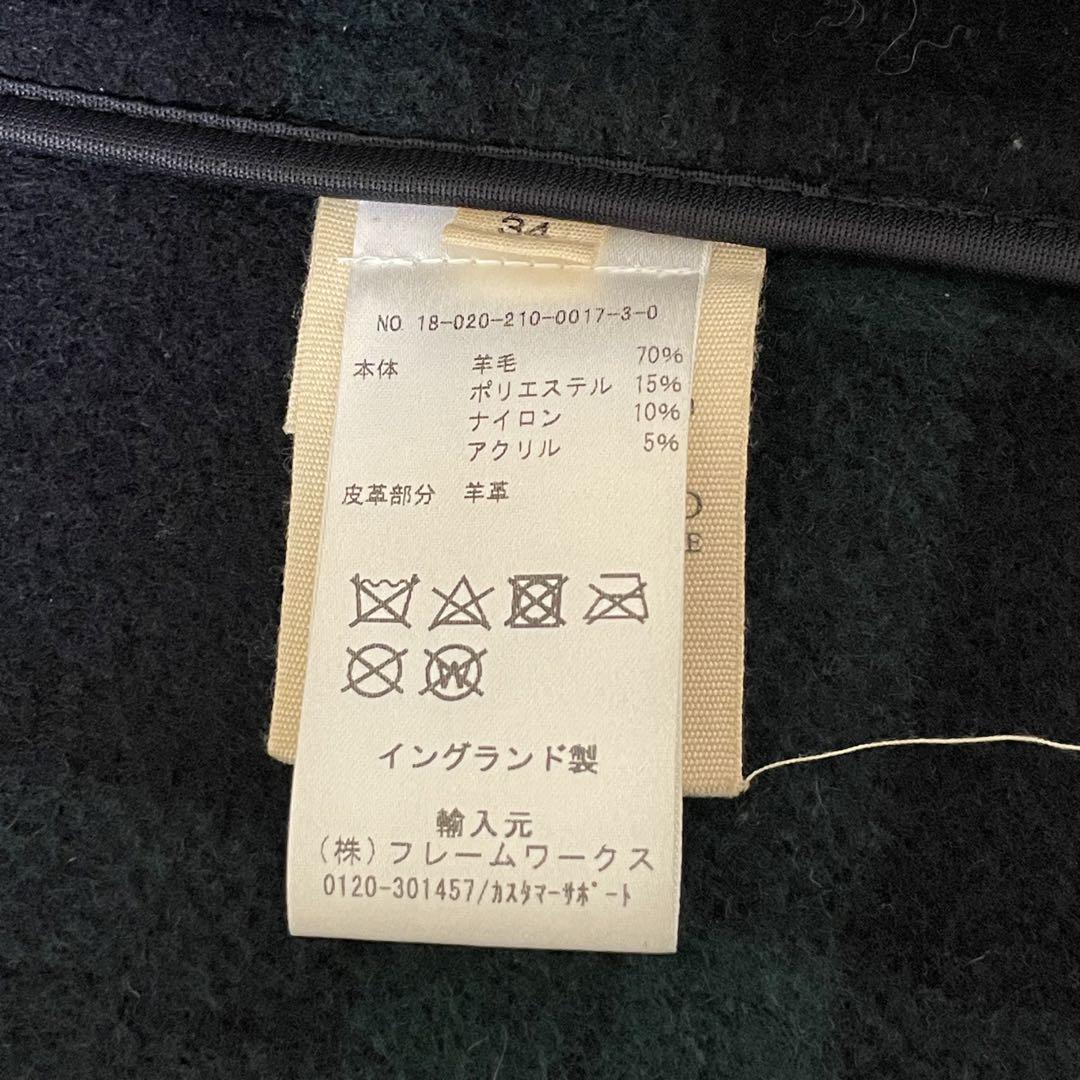 34
NO. 18-020-210-0017-3-0
本体 羊毛 70%
ポリエステル 15%
ナイロン 10%
アクリル 5%
皮革部分 羊革
W
イングランド製
輸入元
(株)フレームワークス
0120-301457/カスタマーサポート
E